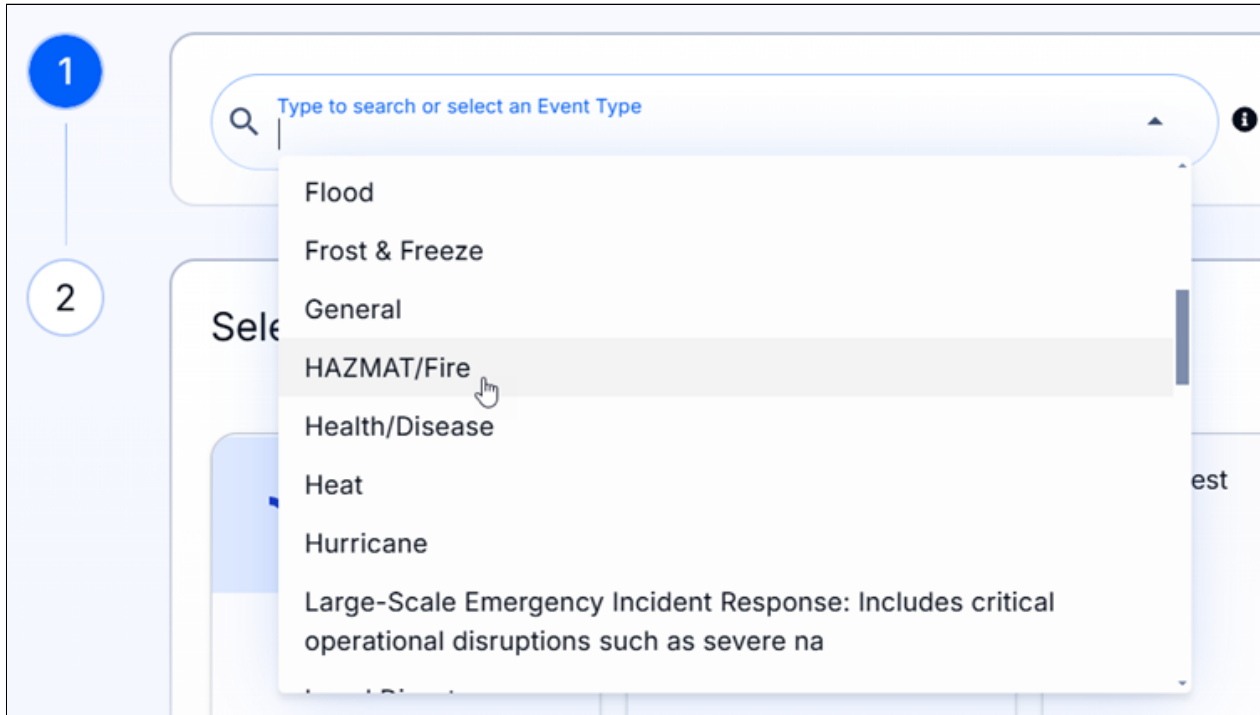 1
Type to search or select an Event Type
Flood
Frost & Freeze
General
HAZMAT/Fire
Health/Disease
Heat
Hurricane
Large-Scale Emergency Incident Response: Includes critical
operational disruptions such as severe na
2
Sele
est